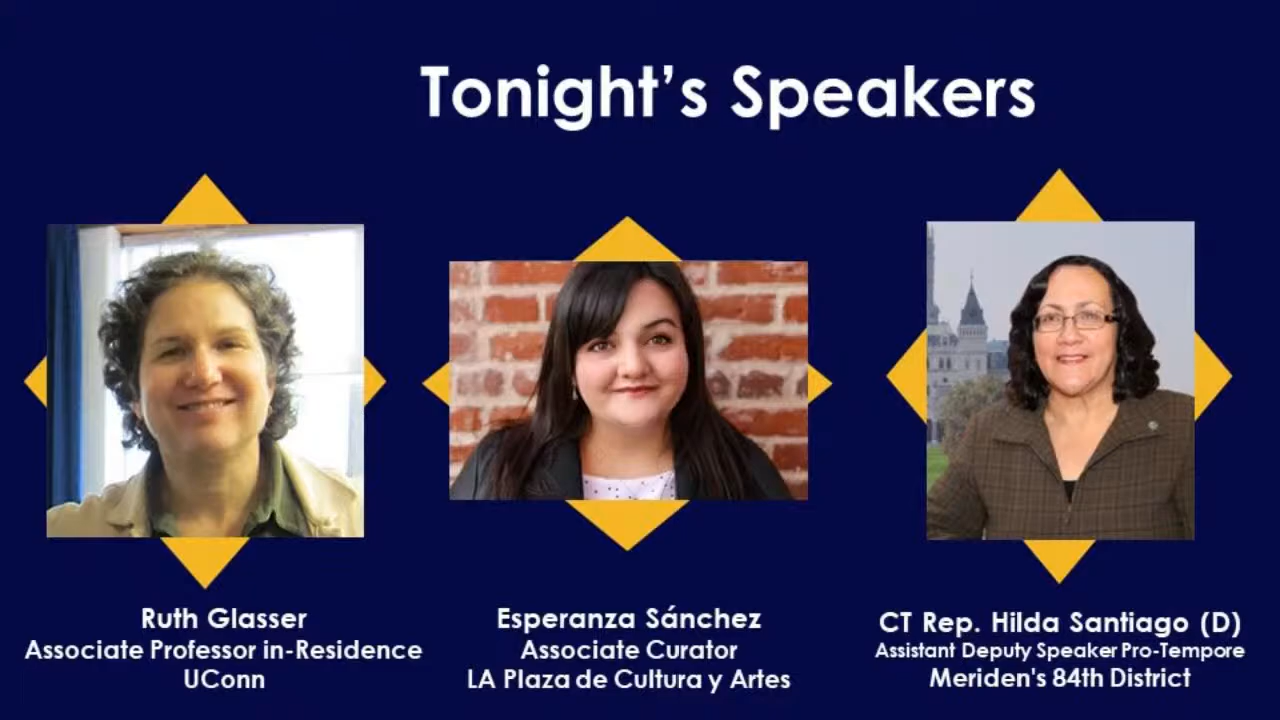 Tonight's Speakers
Ruth Glasser
Associate Professor in-Residence
UConn
Esperanza Sánchez
Associate Curator
LA Plaza de Cultura y Artes
CT Rep. Hilda Santiago (D)
Assistant Deputy Speaker Pro-Tempore
Meriden's 84th District